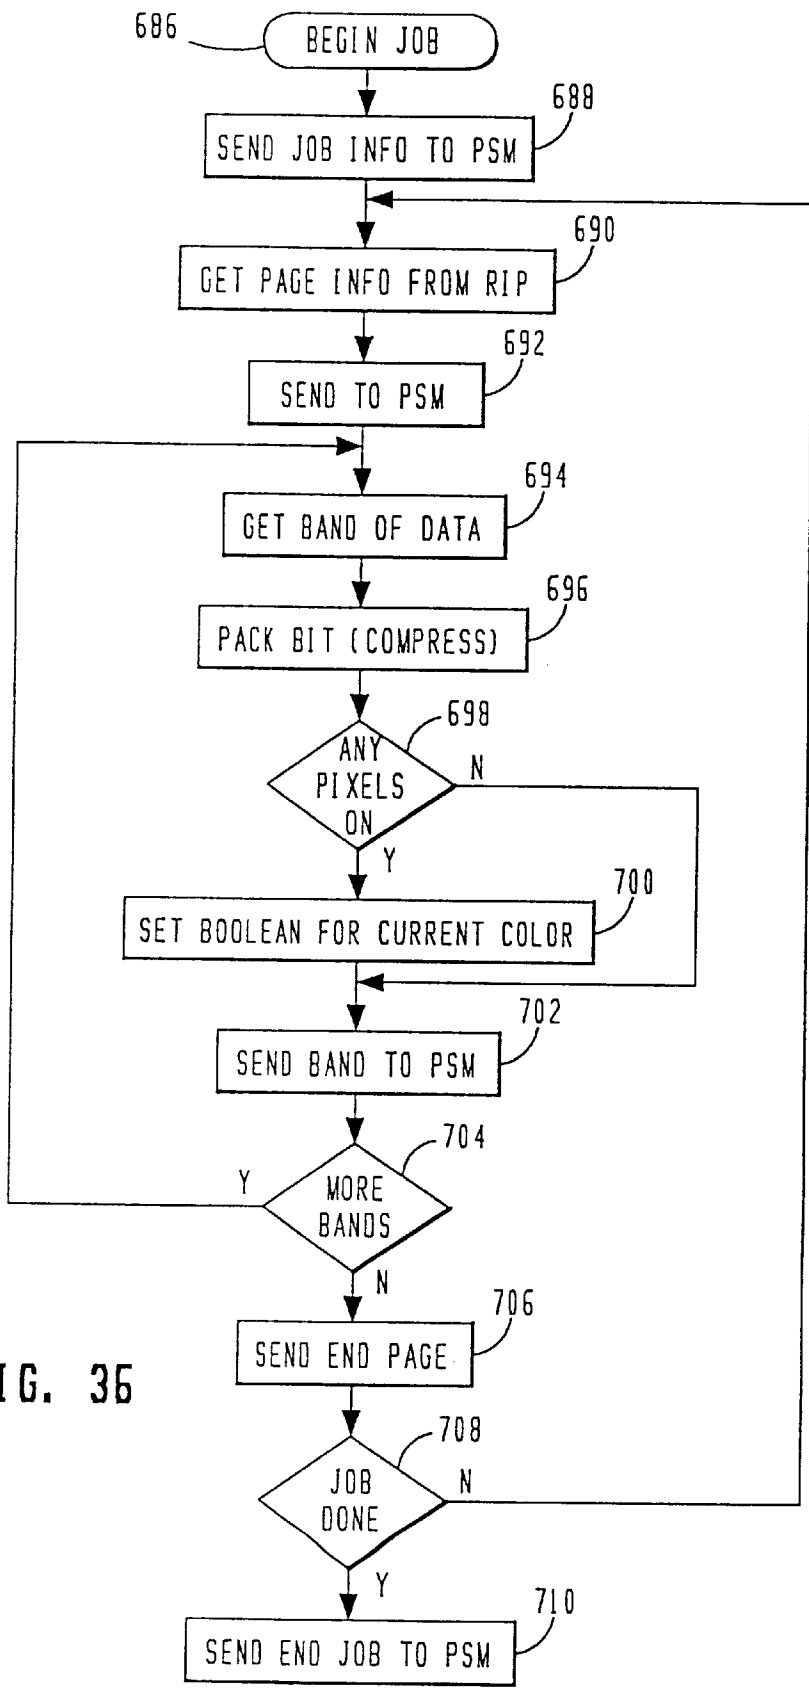 686
BEGIN JOB
688
SEND JOB INFO TO PSM
690
GET PAGE INFO FROM RIP
692
SEND TO PSM
694
GET BAND OF DATA
696
PACK BIT (COMPRESS)
698
ANY
PIXELS
ON
N
Y
700
SET BOOLEAN FOR CURRENT COLOR
702
SEND BAND TO PSM
704
Y
MORE
BANDS
N
706
SEND END PAGE
IG. 36
708
JOB
DONE
N
Y
710
SEND END JOB TO PSM